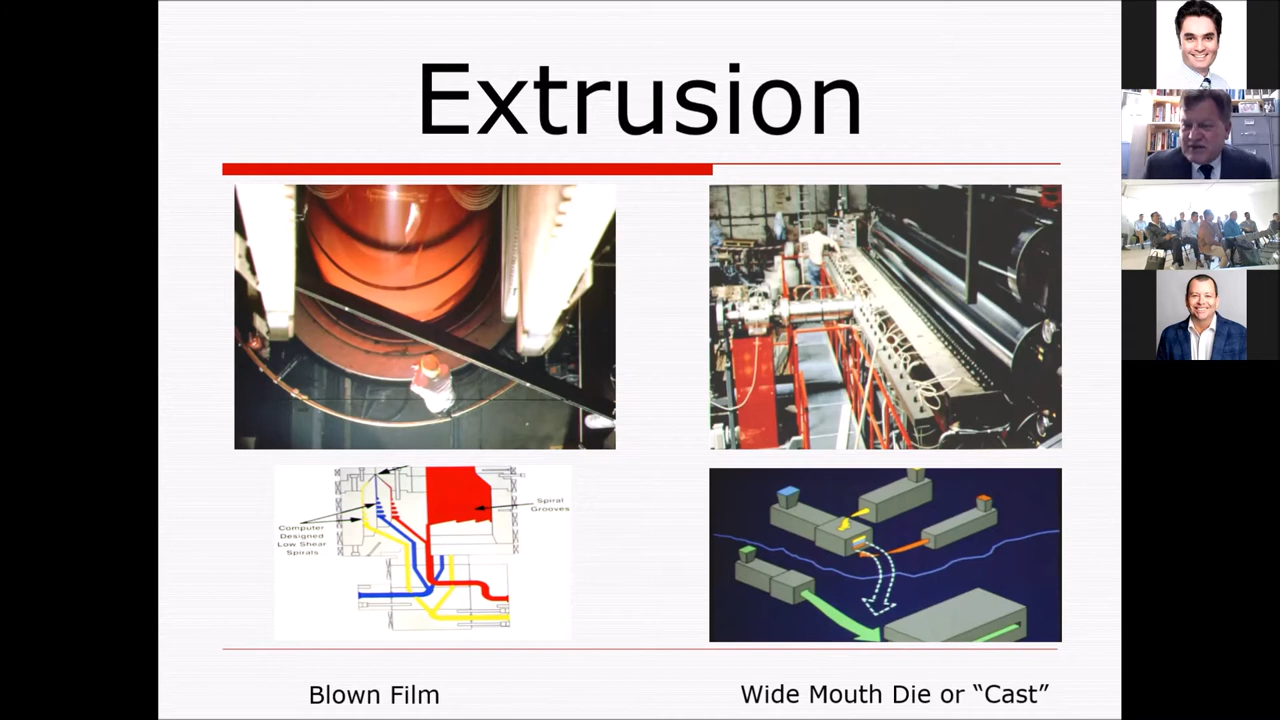 Extrusion
Computer
Designed
Low Shear
Spirals
Spiral
Grooves
Blown Film
Wide Mouth Die or “Cast”